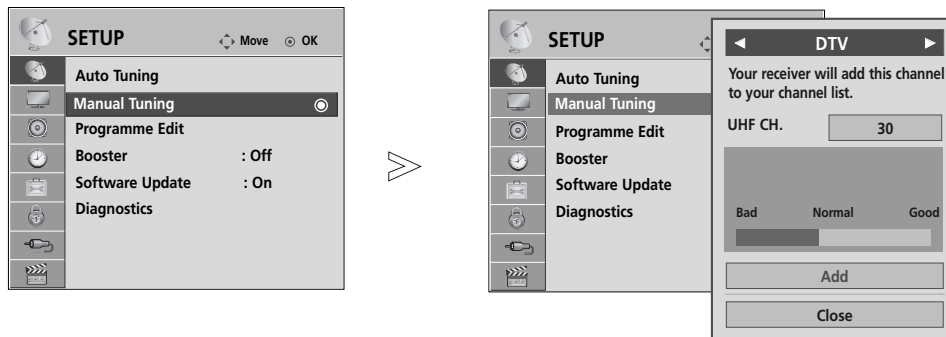 SETUP
Move
OK
Auto Tuning
Manual Tuning
Programme Edit
Booster : Off
Software Update : On
Diagnostics
SETUP
Auto Tuning
Manual Tuning
Programme Edit
Booster
Software Update
Diagnostics
DTV
Your receiver will add this channel
to your channel list.
UHF CH. 30
Bad Normal Good
Add
Close